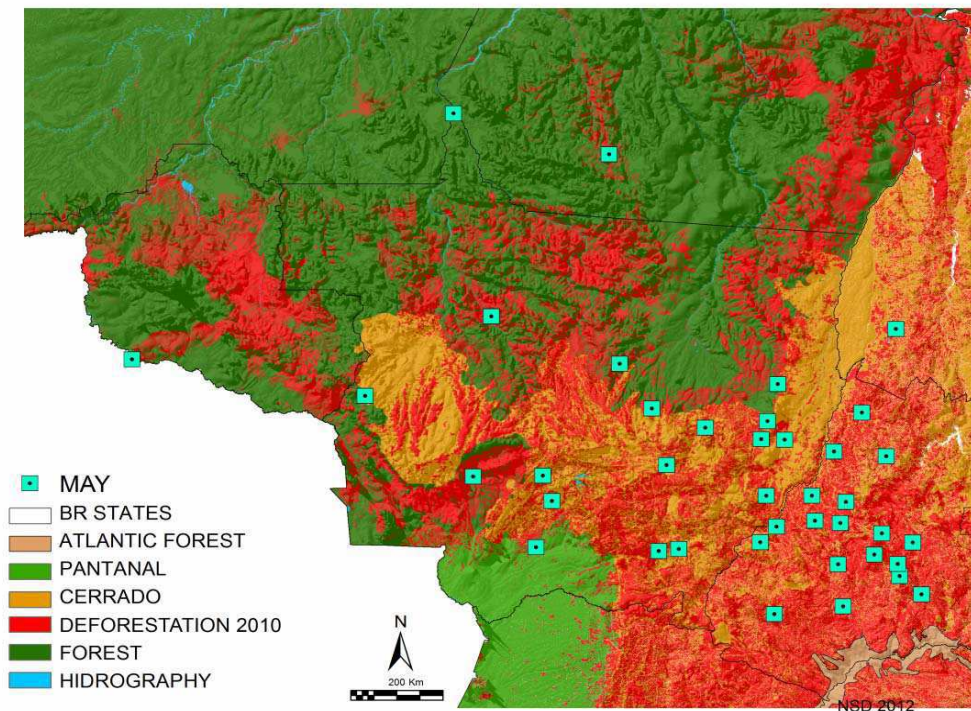 MAY
BR STATES
ATLANTIC FOREST
PANTANAL
CERRADO
DEFORESTATION 2010
FOREST
HIDROGRAPHY
N
200 Km
NSD 2012